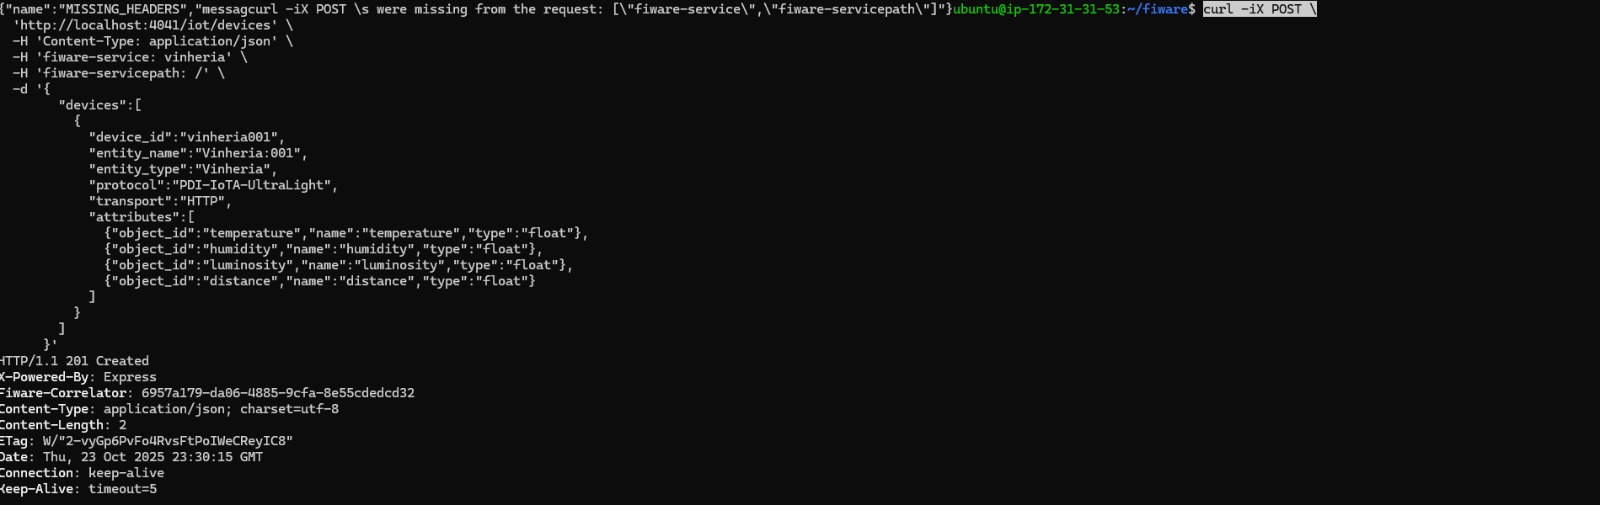 {"name":"MISSING_HEADERS","messagcurl -iX POST \s were missing from the request: [\"fiware-service\",\"fiware-servicepath\"]"}ubuntu@ip-172-31-31-53:~/fiware$ curl -iX POST \
  'http://localhost:4041/iot/devices' \
  -H 'Content-Type: application/json' \
  -H 'fiware-service: vinheria' \
  -H 'fiware-servicepath: /' \
  -d '{
        "devices":[
          {
            "device_id":"vinheria001",
            "entity_name":"Vinheria:001",
            "entity_type":"Vinheria",
            "protocol":"PDI-IoTA-UltraLight",
            "transport":"HTTP",
            "attributes":[
              {"object_id":"temperature","name":"temperature","type":"float"},
              {"object_id":"humidity","name":"humidity","type":"float"},
              {"object_id":"luminosity","name":"luminosity","type":"float"},
              {"object_id":"distance","name":"distance","type":"float"}
            ]
          }
        ]
      }'
HTTP/1.1 201 Created
X-Powered-By: Express
Fiware-Correlator: 6957a179-da06-4885-9cfa-8e55cdedcd32
Content-Type: application/json; charset=utf-8
Content-Length: 2
ETag: W/"2-vyGp6PvFo4RvsFtPoIWeCReyIC8"
Date: Thu, 23 Oct 2025 23:30:15 GMT
Connection: keep-alive
Keep-Alive: timeout=5